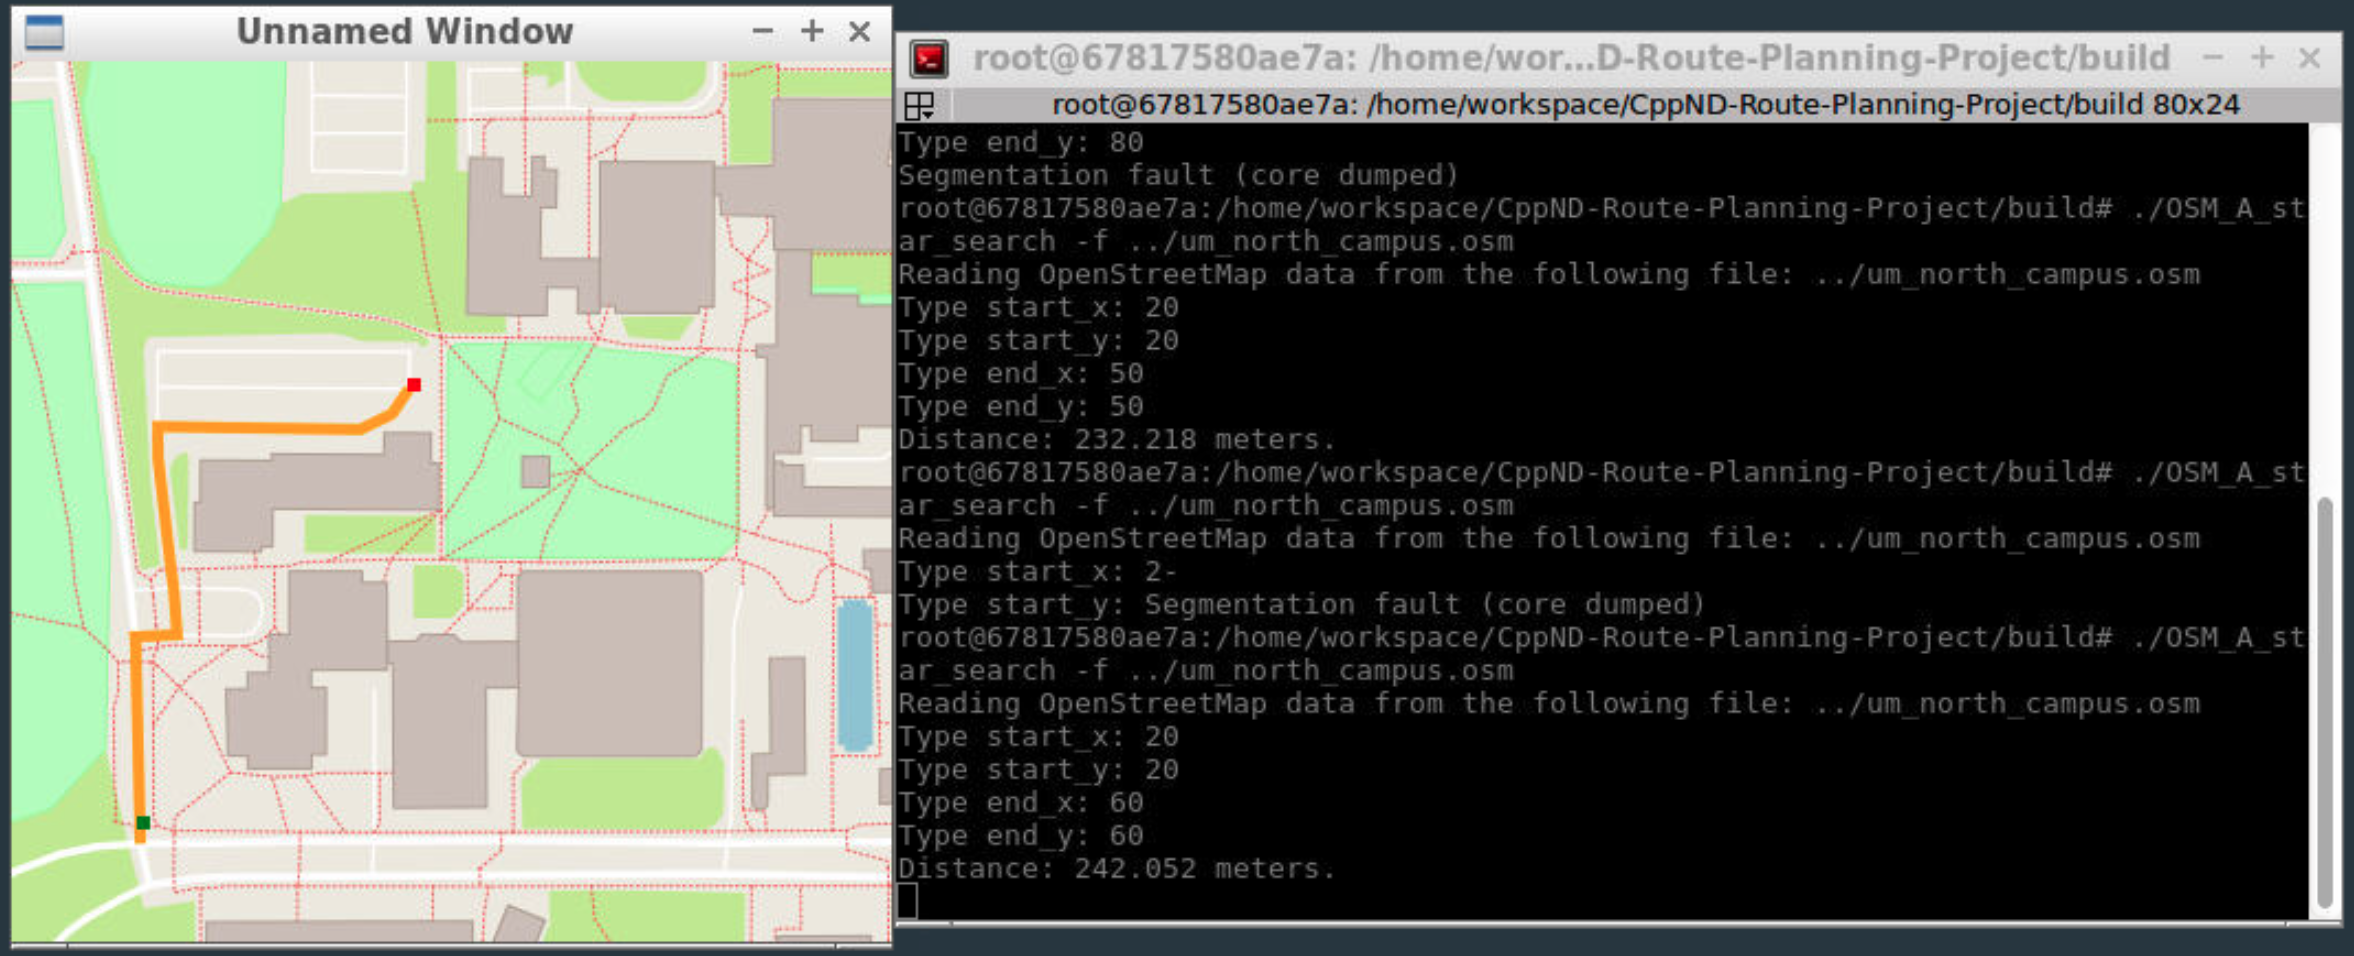 Unnamed Window
root@67817580ae7a: /home/wor...D-Route-Planning-Project/build
root@67817580ae7a: /home/workspace/CppND-Route-Planning-Project/build 80x24
Type end_y: 80
Segmentation fault (core dumped)
root@67817580ae7a:/home/workspace/CppND-Route-Planning-Project/build# ./OSM_A_st
ar_search -f ../um_north_campus.osm
Reading OpenStreetMap data from the following file: ../um_north_campus.osm
Type start_x: 20
Type start_y: 20
Type end_x: 50
Type end_y: 50
Distance: 232.218 meters.
root@67817580ae7a:/home/workspace/CppND-Route-Planning-Project/build# ./OSM_A_st
ar_search -f ../um_north_campus.osm
Reading OpenStreetMap data from the following file: ../um_north_campus.osm
Type start_x: 2-
Type start_y: Segmentation fault (core dumped)
root@67817580ae7a:/home/workspace/CppND-Route-Planning-Project/build# ./OSM_A_st
ar_search -f ../um_north_campus.osm
Reading OpenStreetMap data from the following file: ../um_north_campus.osm
Type start_x: 20
Type start_y: 20
Type end_x: 60
Type end_y: 60
Distance: 242.052 meters.